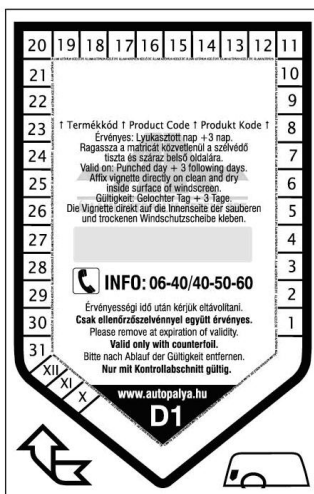 20 19 18 17 16 15 14 13 12 11
21 10
22 9
23 8
24 7
25 6
26 5
27 4
28 3
29 2
30 1
31
XII
XI
X
↑ Termékkód ↑ Product Code ↑ Produkt Kode ↑
Érvényes: Lyukasztott nap +3 nap.
Ragassza a matricát közvetlenül a szélvédő
tiszta és száraz belső oldalára.
Valid on: Punched day + 3 following days.
Affix vignette directly on clean and dry
inside surface of windscreen.
Gültigkeit: Gelochter Tag + 3 Tage.
Die Vignette direkt auf die Innenseite der sauberen
und trockenen Windschutzscheibe kleben.
INFO: 06-40/40-50-60
Érvényességi idő után kérjük eltávolítani.
Csak ellenőrzőszelvénnyel együtt érvényes.
Please remove at expiration of validity.
Valid only with counterfoil.
Bitte nach Ablauf der Gültigkeit entfernen.
Nur mit Kontrollabschnitt gültig.
www.autopalya.hu
D1